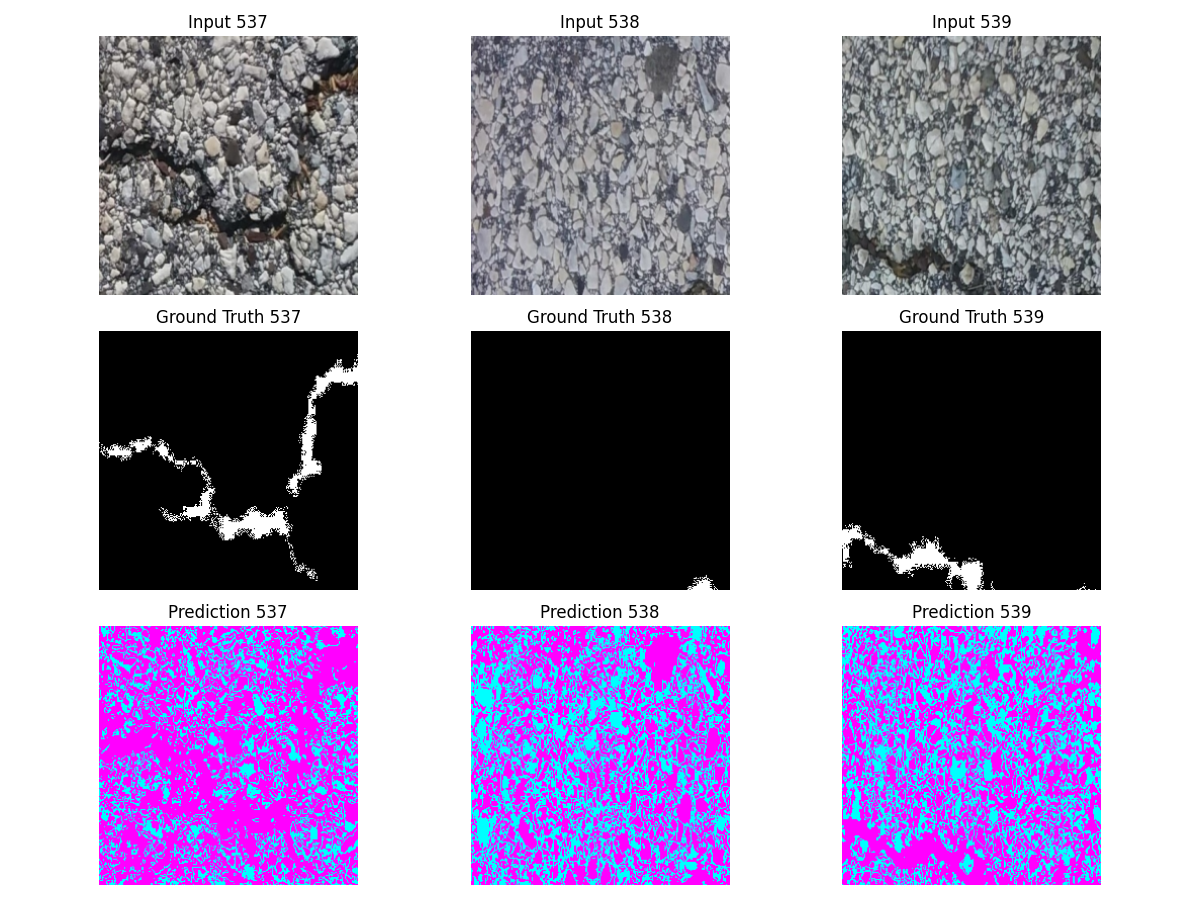 Input 537
Input 538
Input 539
Ground Truth 537
Ground Truth 538
Ground Truth 539
Prediction 537
Prediction 538
Prediction 539